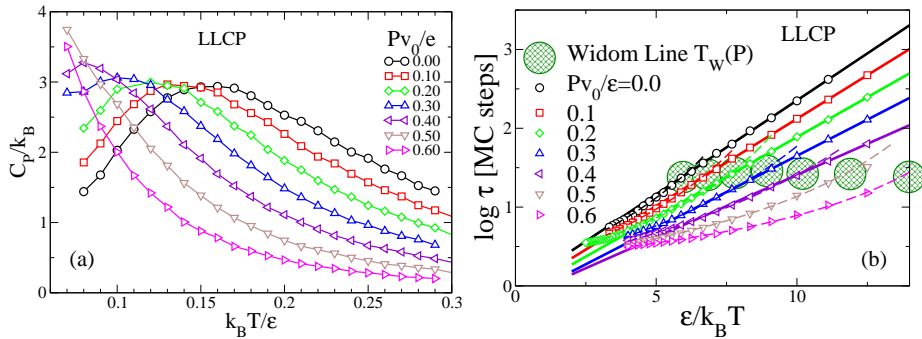 (a)
LLCP
Pv0/e
0.00
0.10
0.20
0.30
0.40
0.50
0.60
CP/kB
4
3
2
1
0
0.1
0.15
0.2
0.25
0.3
kBT/ε
LLCP
Widom Line TW(P)
Pv0/ε=0.0
0.1
0.2
0.3
0.4
0.5
0.6
(b)
log τ [MC steps]
3
2
1
0
0
5
10
ε/kBT